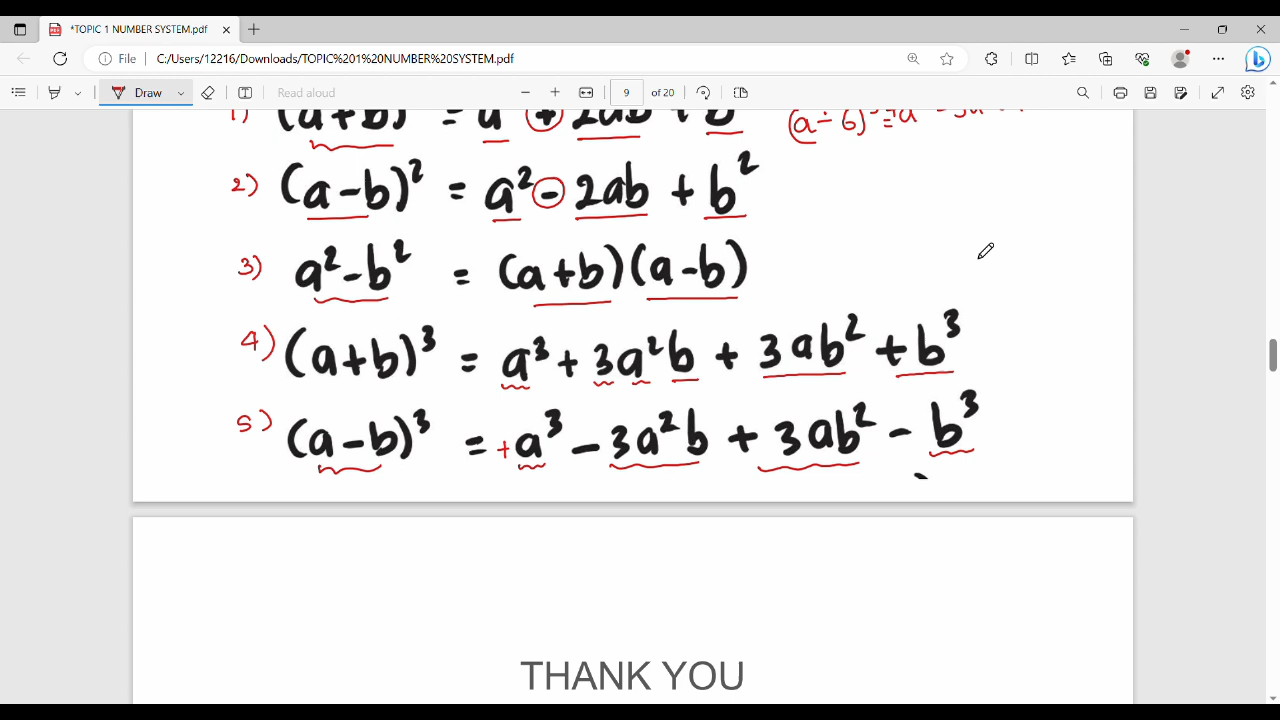 *TOPIC 1 NUMBER SYSTEM.pdf
File | C:/Users/12216/Downloads/TOPIC%201%20NUMBER%20SYSTEM.pdf
Draw Read aloud 9 of 20
1) (a+b) = a + 2ab + b
2) (a-b)² = a² - 2ab + b²
3) a² - b² = (a+b)(a-b)
4) (a+b)³ = a³ + 3a²b + 3ab² + b³
5) (a-b)³ = +a³ - 3a²b + 3ab² - b³
THANK YOU